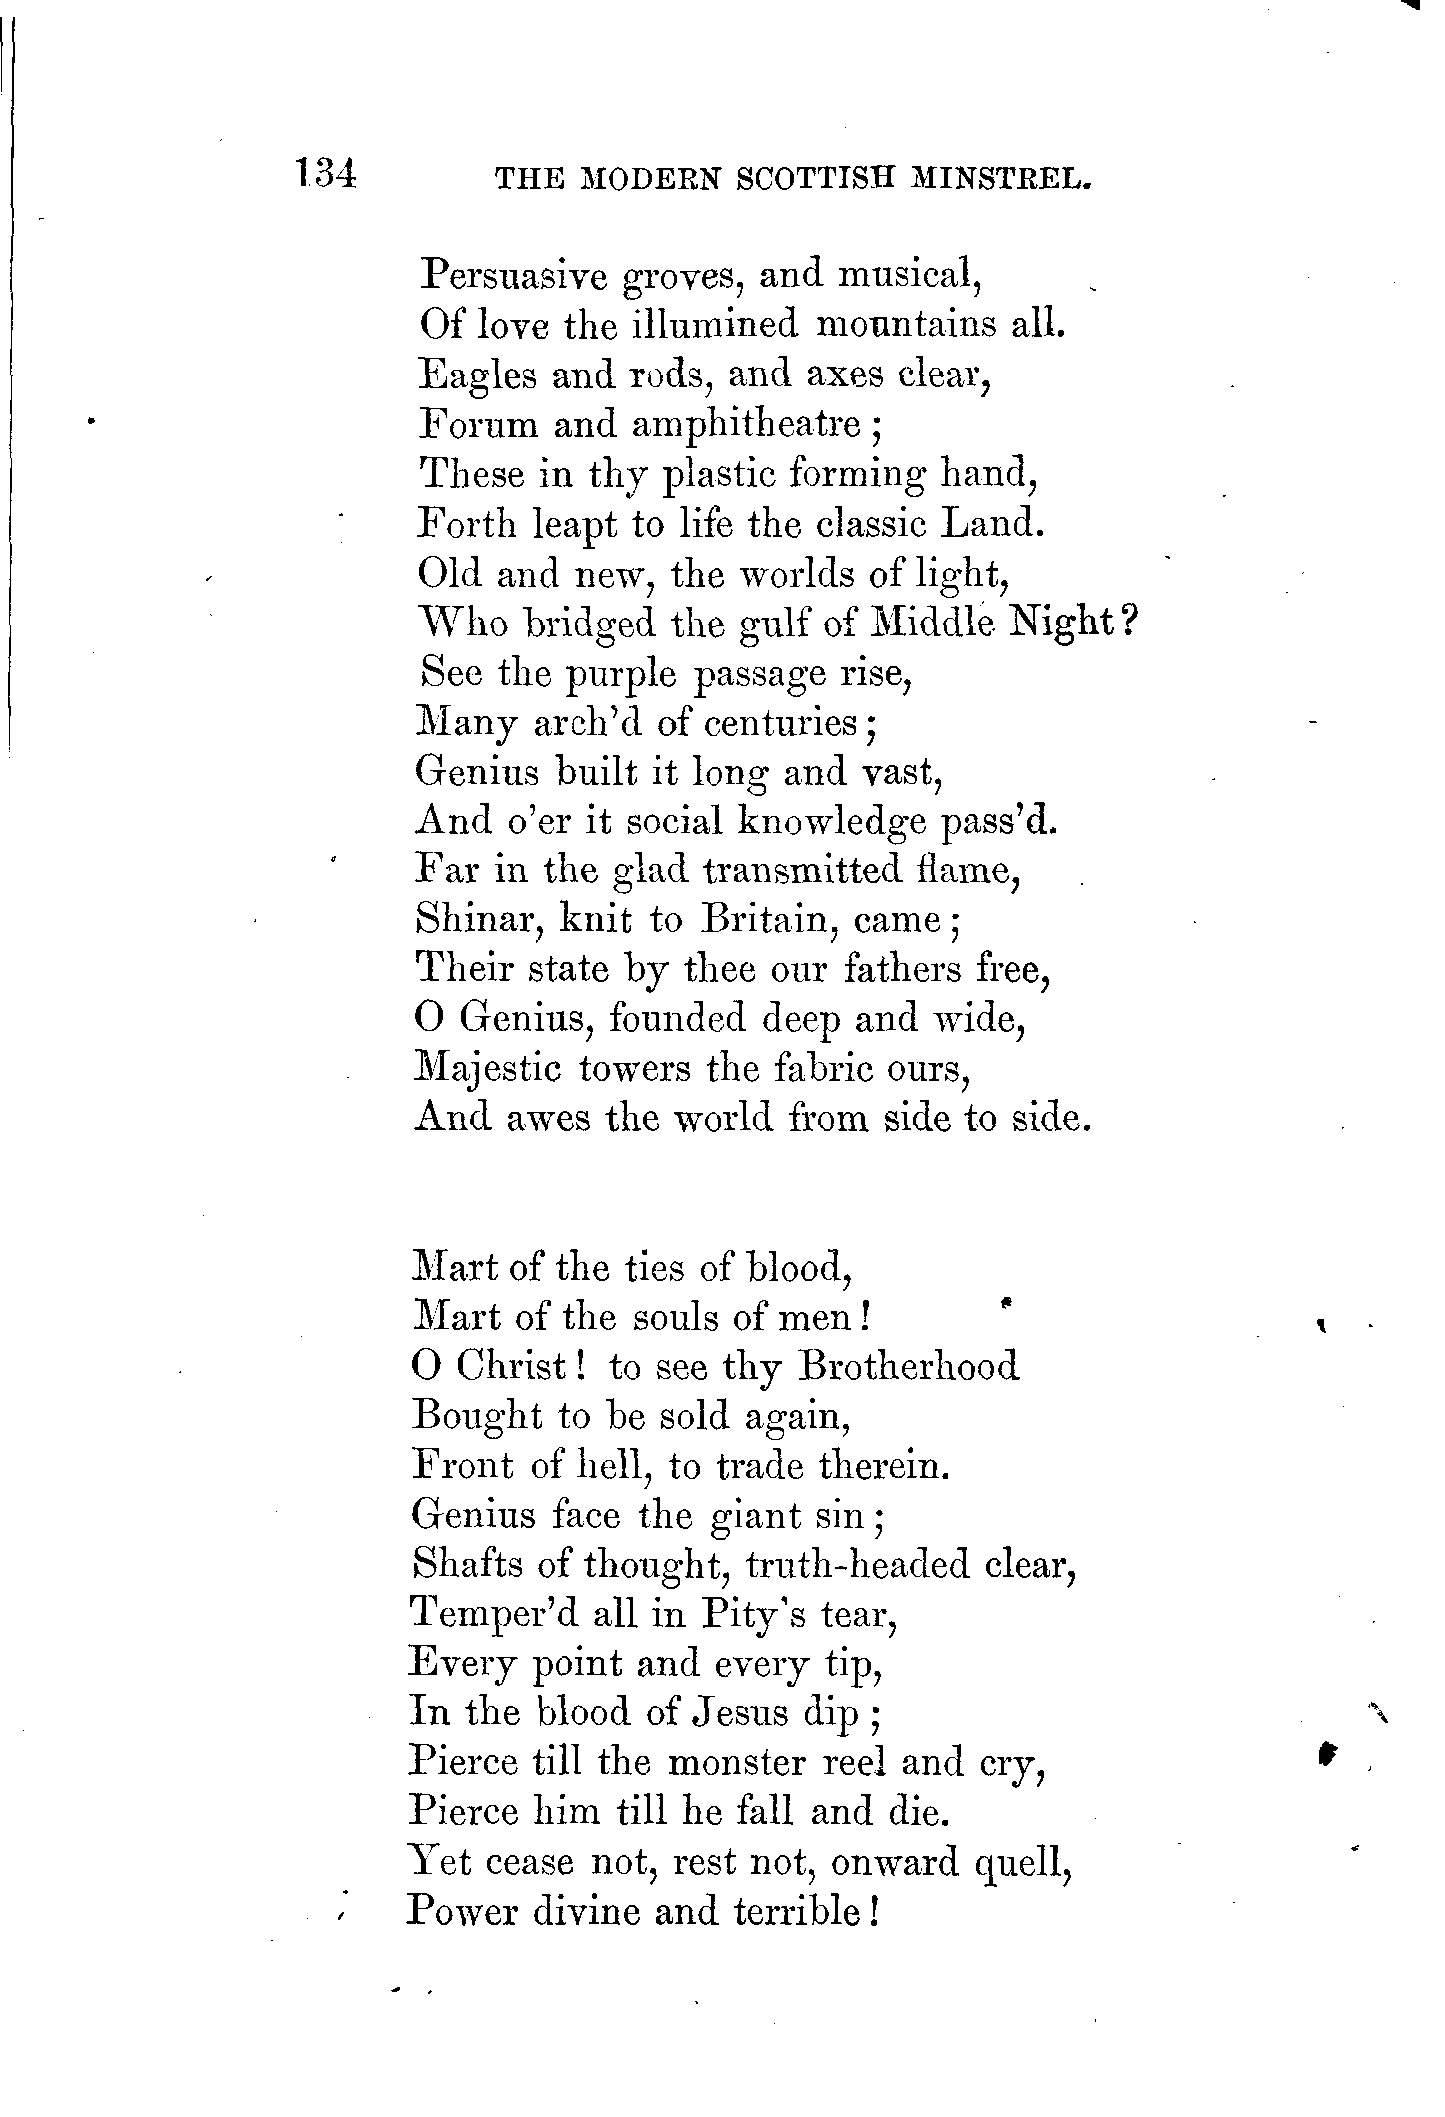 134 THE MODERN SCOTTISH MINSTREL.
Persuasive groves, and musical,
Of love the illumined mountains all.
Eagles and rods, and axes clear,
Forum and amphitheatre ;
These in thy plastic forming hand,
Forth leapt to life the classic Land.
Old and new, the worlds of light,
Who bridged the gulf of Middle Night?
See the purple passage rise,
Many arch'd of centuries ;
Genius built it long and vast,
And o'er it social knowledge pass'd.
Far in the glad transmitted flame,
Shinar, knit to Britain, came ;
Their state by thee our fathers free,
O Genius, founded deep and wide,
Majestic towers the fabric ours,
And awes the world from side to side.
Mart of the ties of blood,
Mart of the souls of men !
O Christ ! to see thy Brotherhood
Bought to be sold again,
Front of hell, to trade therein.
Genius face the giant sin ;
Shafts of thought, truth-headed clear,
Temper'd all in Pity's tear,
Every point and every tip,
In the blood of Jesus dip ;
Pierce till the monster reel and cry,
Pierce him till he fall and die.
Yet cease not, rest not, onward quell,
Power divine and terrible !